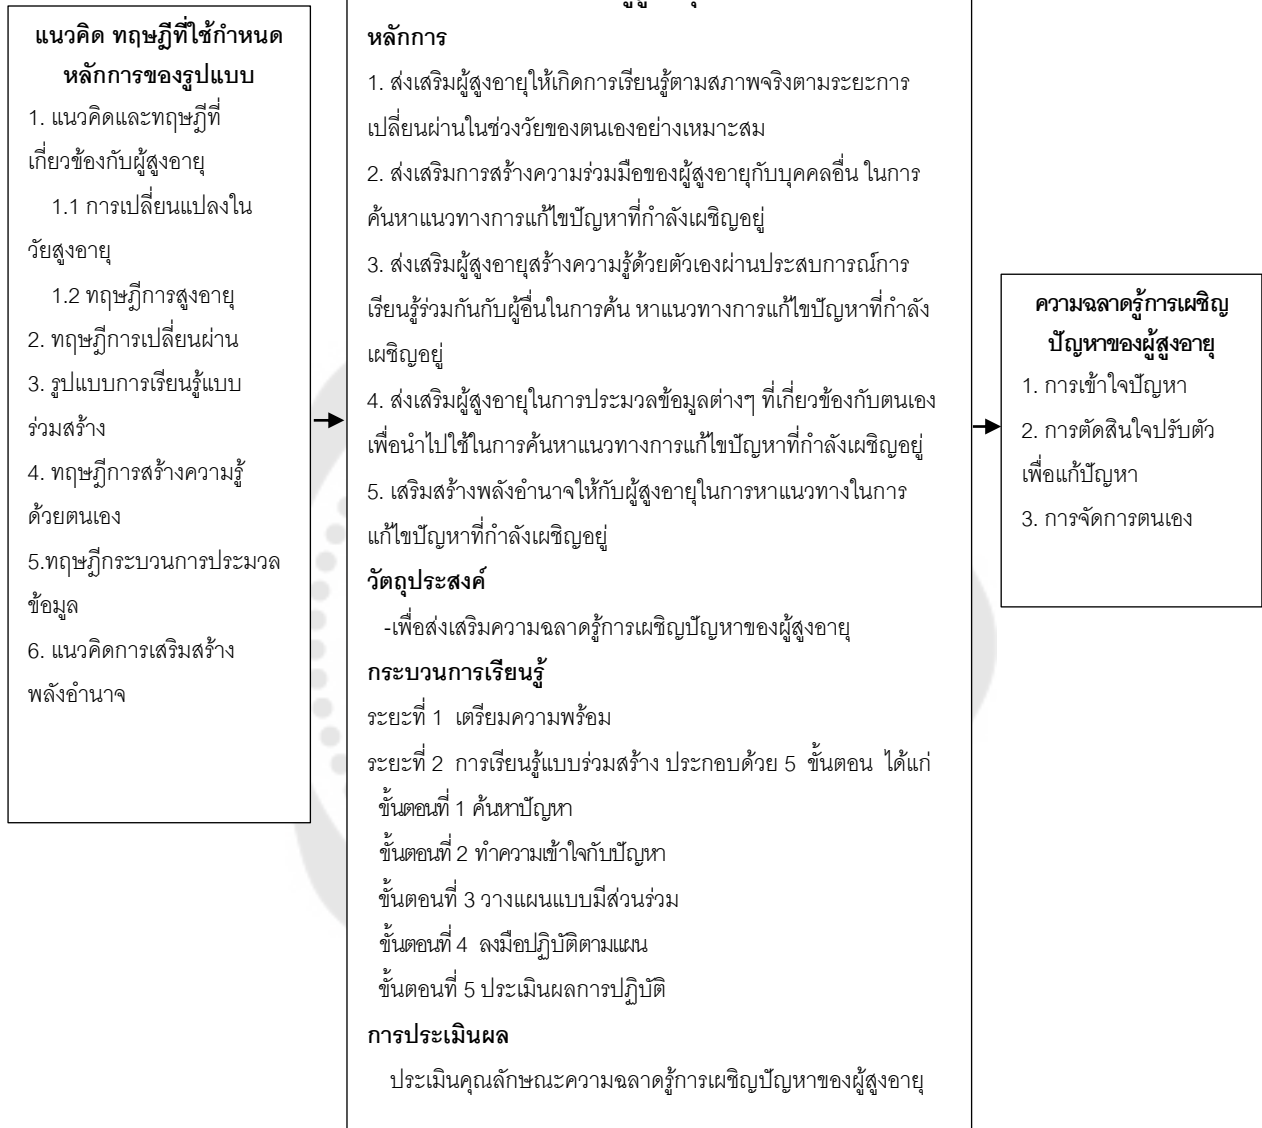 แนวคิด ทฤษฎีที่ใช้กำหนด
หลักการของรูปแบบ
1. แนวคิดและทฤษฎีที่
เกี่ยวข้องกับผู้สูงอายุ
1.1 การเปลี่ยนแปลงใน
วัยสูงอายุ
1.2 ทฤษฎีการสูงอายุ
2. ทฤษฎีการเปลี่ยนผ่าน
3. รูปแบบการเรียนรู้แบบ
ร่วมสร้าง
4. ทฤษฎีการสร้างความรู้
ด้วยตนเอง
5.ทฤษฎีกระบวนการประมวล
ข้อมูล
6. แนวคิดการเสริมสร้าง
พลังอำนาจ
หลักการ
1. ส่งเสริมผู้สูงอายุให้เกิดการเรียนรู้ตามสภาพจริงตามระยะการ
เปลี่ยนผ่านในช่วงวัยของตนเองอย่างเหมาะสม
2. ส่งเสริมการสร้างความร่วมมือของผู้สูงอายุกับบุคคลอื่น ในการ
ค้นหาแนวทางการแก้ไขปัญหาที่กำลังเผชิญอยู่
3. ส่งเสริมผู้สูงอายุสร้างความรู้ด้วยตัวเองผ่านประสบการณ์การ
เรียนรู้ร่วมกันกับผู้อื่นในการค้น หาแนวทางการแก้ไขปัญหาที่กำลัง
เผชิญอยู่
4. ส่งเสริมผู้สูงอายุในการประมวลข้อมูลต่างๆ ที่เกี่ยวข้องกับตนเอง
เพื่อนำไปใช้ในการค้นหาแนวทางการแก้ไขปัญหาที่กำลังเผชิญอยู่
5. เสริมสร้างพลังอำนาจให้กับผู้สูงอายุในการหาแนวทางในการ
แก้ไขปัญหาที่กำลังเผชิญอยู่
วัตถุประสงค์
-เพื่อส่งเสริมความฉลาดรู้การเผชิญปัญหาของผู้สูงอายุ
กระบวนการเรียนรู้
ระยะที่ 1 เตรียมความพร้อม
ระยะที่ 2 การเรียนรู้แบบร่วมสร้าง ประกอบด้วย 5 ขั้นตอน ได้แก่
ขั้นตอนที่ 1 ค้นหาปัญหา
ขั้นตอนที่ 2 ทำความเข้าใจกับปัญหา
ขั้นตอนที่ 3 วางแผนแบบมีส่วนร่วม
ขั้นตอนที่ 4 ลงมือปฏิบัติตามแผน
ขั้นตอนที่ 5 ประเมินผลการปฏิบัติ
การประเมินผล
ประเมินคุณลักษณะความฉลาดรู้การเผชิญปัญหาของผู้สูงอายุ
ความฉลาดรู้การเผชิญ
ปัญหาของผู้สูงอายุ
1. การเข้าใจปัญหา
2. การตัดสินใจปรับตัว
เพื่อแก้ปัญหา
3. การจัดการตนเอง